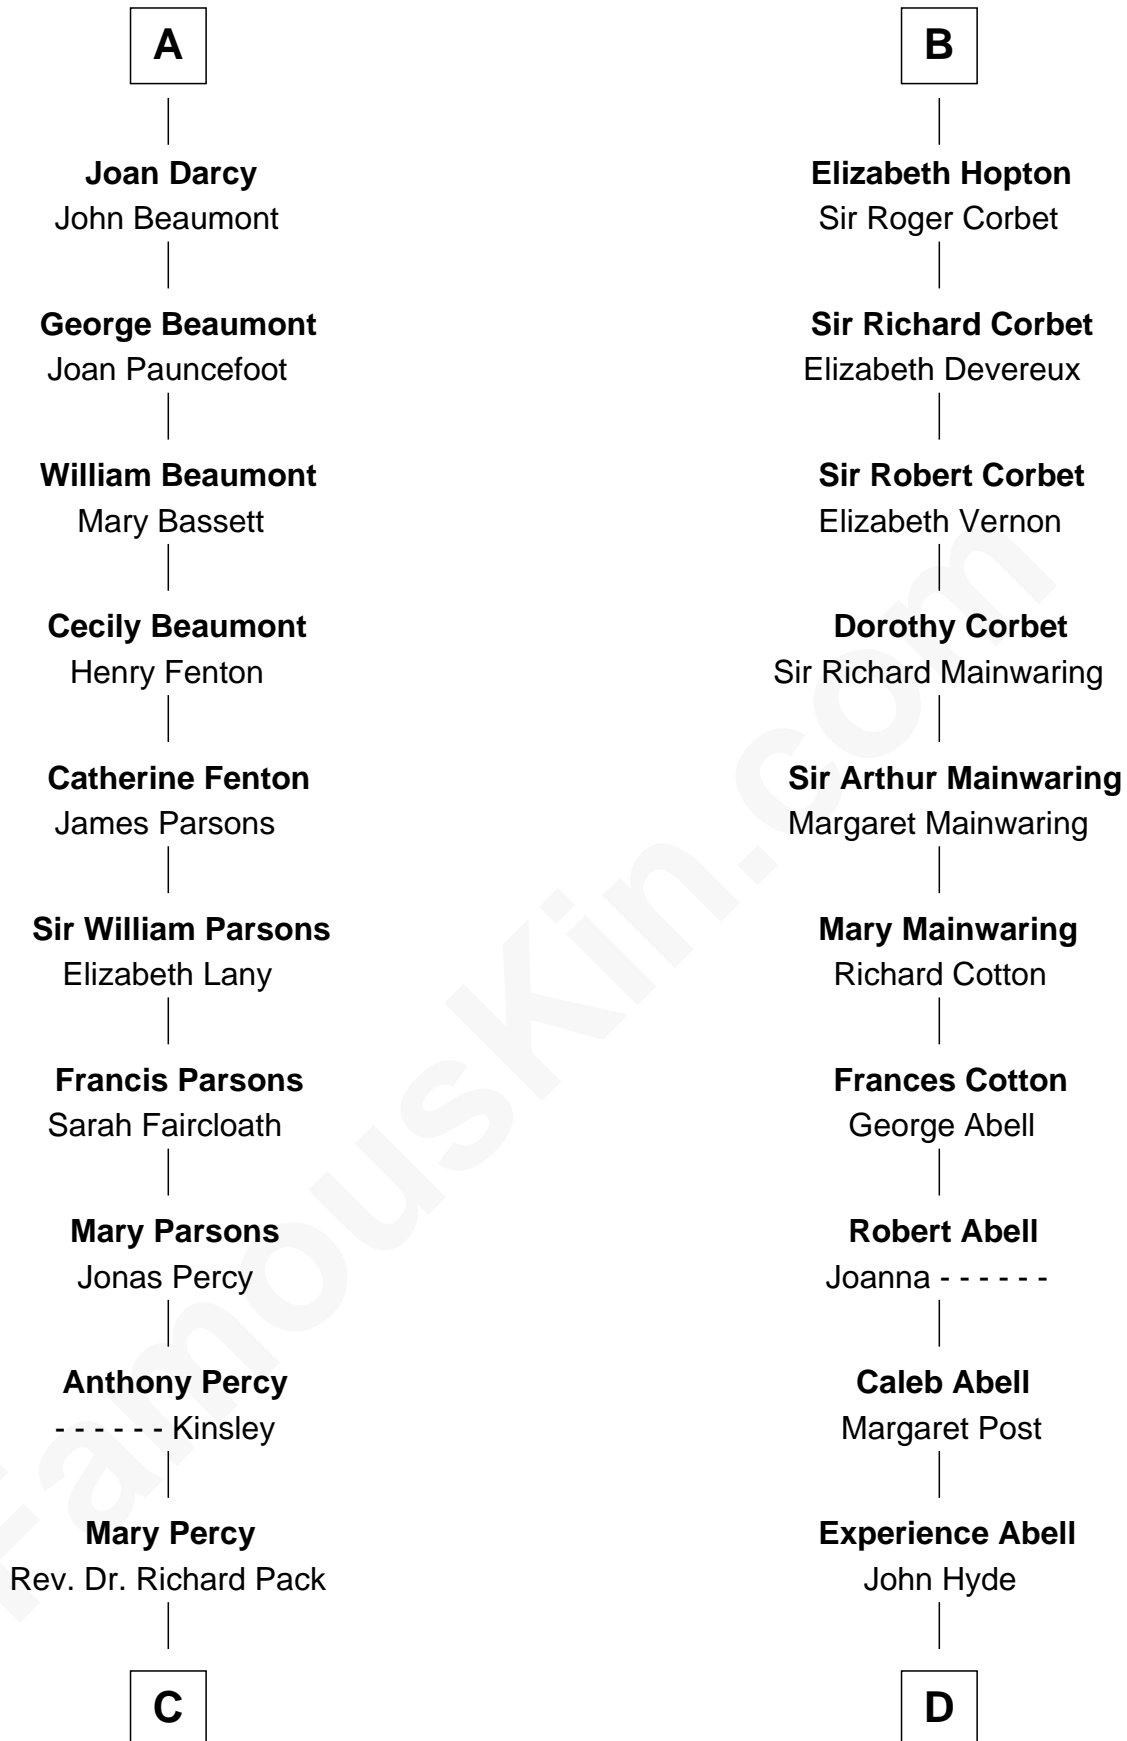 A
Joan Darcy
John Beaumont
George Beaumont
Joan Pauncefoot
William Beaumont
Mary Bassett
Cecily Beaumont
Henry Fenton
Catherine Fenton
James Parsons
Sir William Parsons
Elizabeth Lany
Francis Parsons
Sarah Faircloath
Mary Parsons
Jonas Percy
Anthony Percy
- - - - - - Kinsley
Mary Percy
Rev. Dr. Richard Pack
C
B
Elizabeth Hopton
Sir Roger Corbet
Sir Richard Corbet
Elizabeth Devereux
Sir Robert Corbet
Elizabeth Vernon
Dorothy Corbet
Sir Richard Mainwaring
Sir Arthur Mainwaring
Margaret Mainwaring
Mary Mainwaring
Richard Cotton
Frances Cotton
George Abell
Robert Abell
Joanna - - - - - -
Caleb Abell
Margaret Post
Experience Abell
John Hyde
D
FamousKin.com